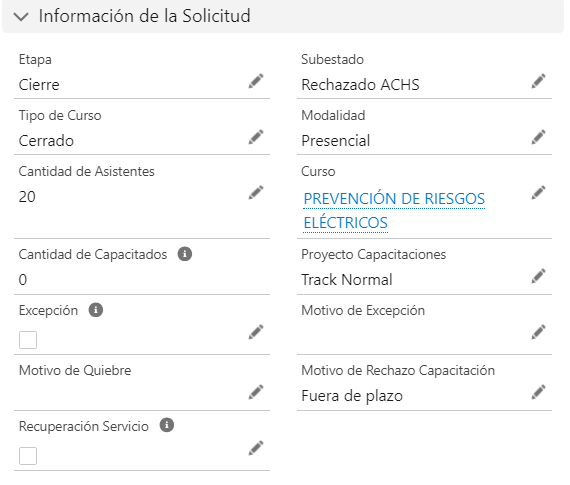 Información de la Solicitud
Etapa
Cierre
Subestado
Rechazado ACHS
Tipo de Curso
Cerrado
Modalidad
Presencial
Cantidad de Asistentes
20
Curso
PREVENCIÓN DE RIESGOS
ELÉCTRICOS
Cantidad de Capacitados
0
Proyecto Capacitaciones
Track Normal
Excepción
Motivo de Excepción
Motivo de Quiebre
Motivo de Rechazo Capacitación
Fuera de plazo
Recuperación Servicio